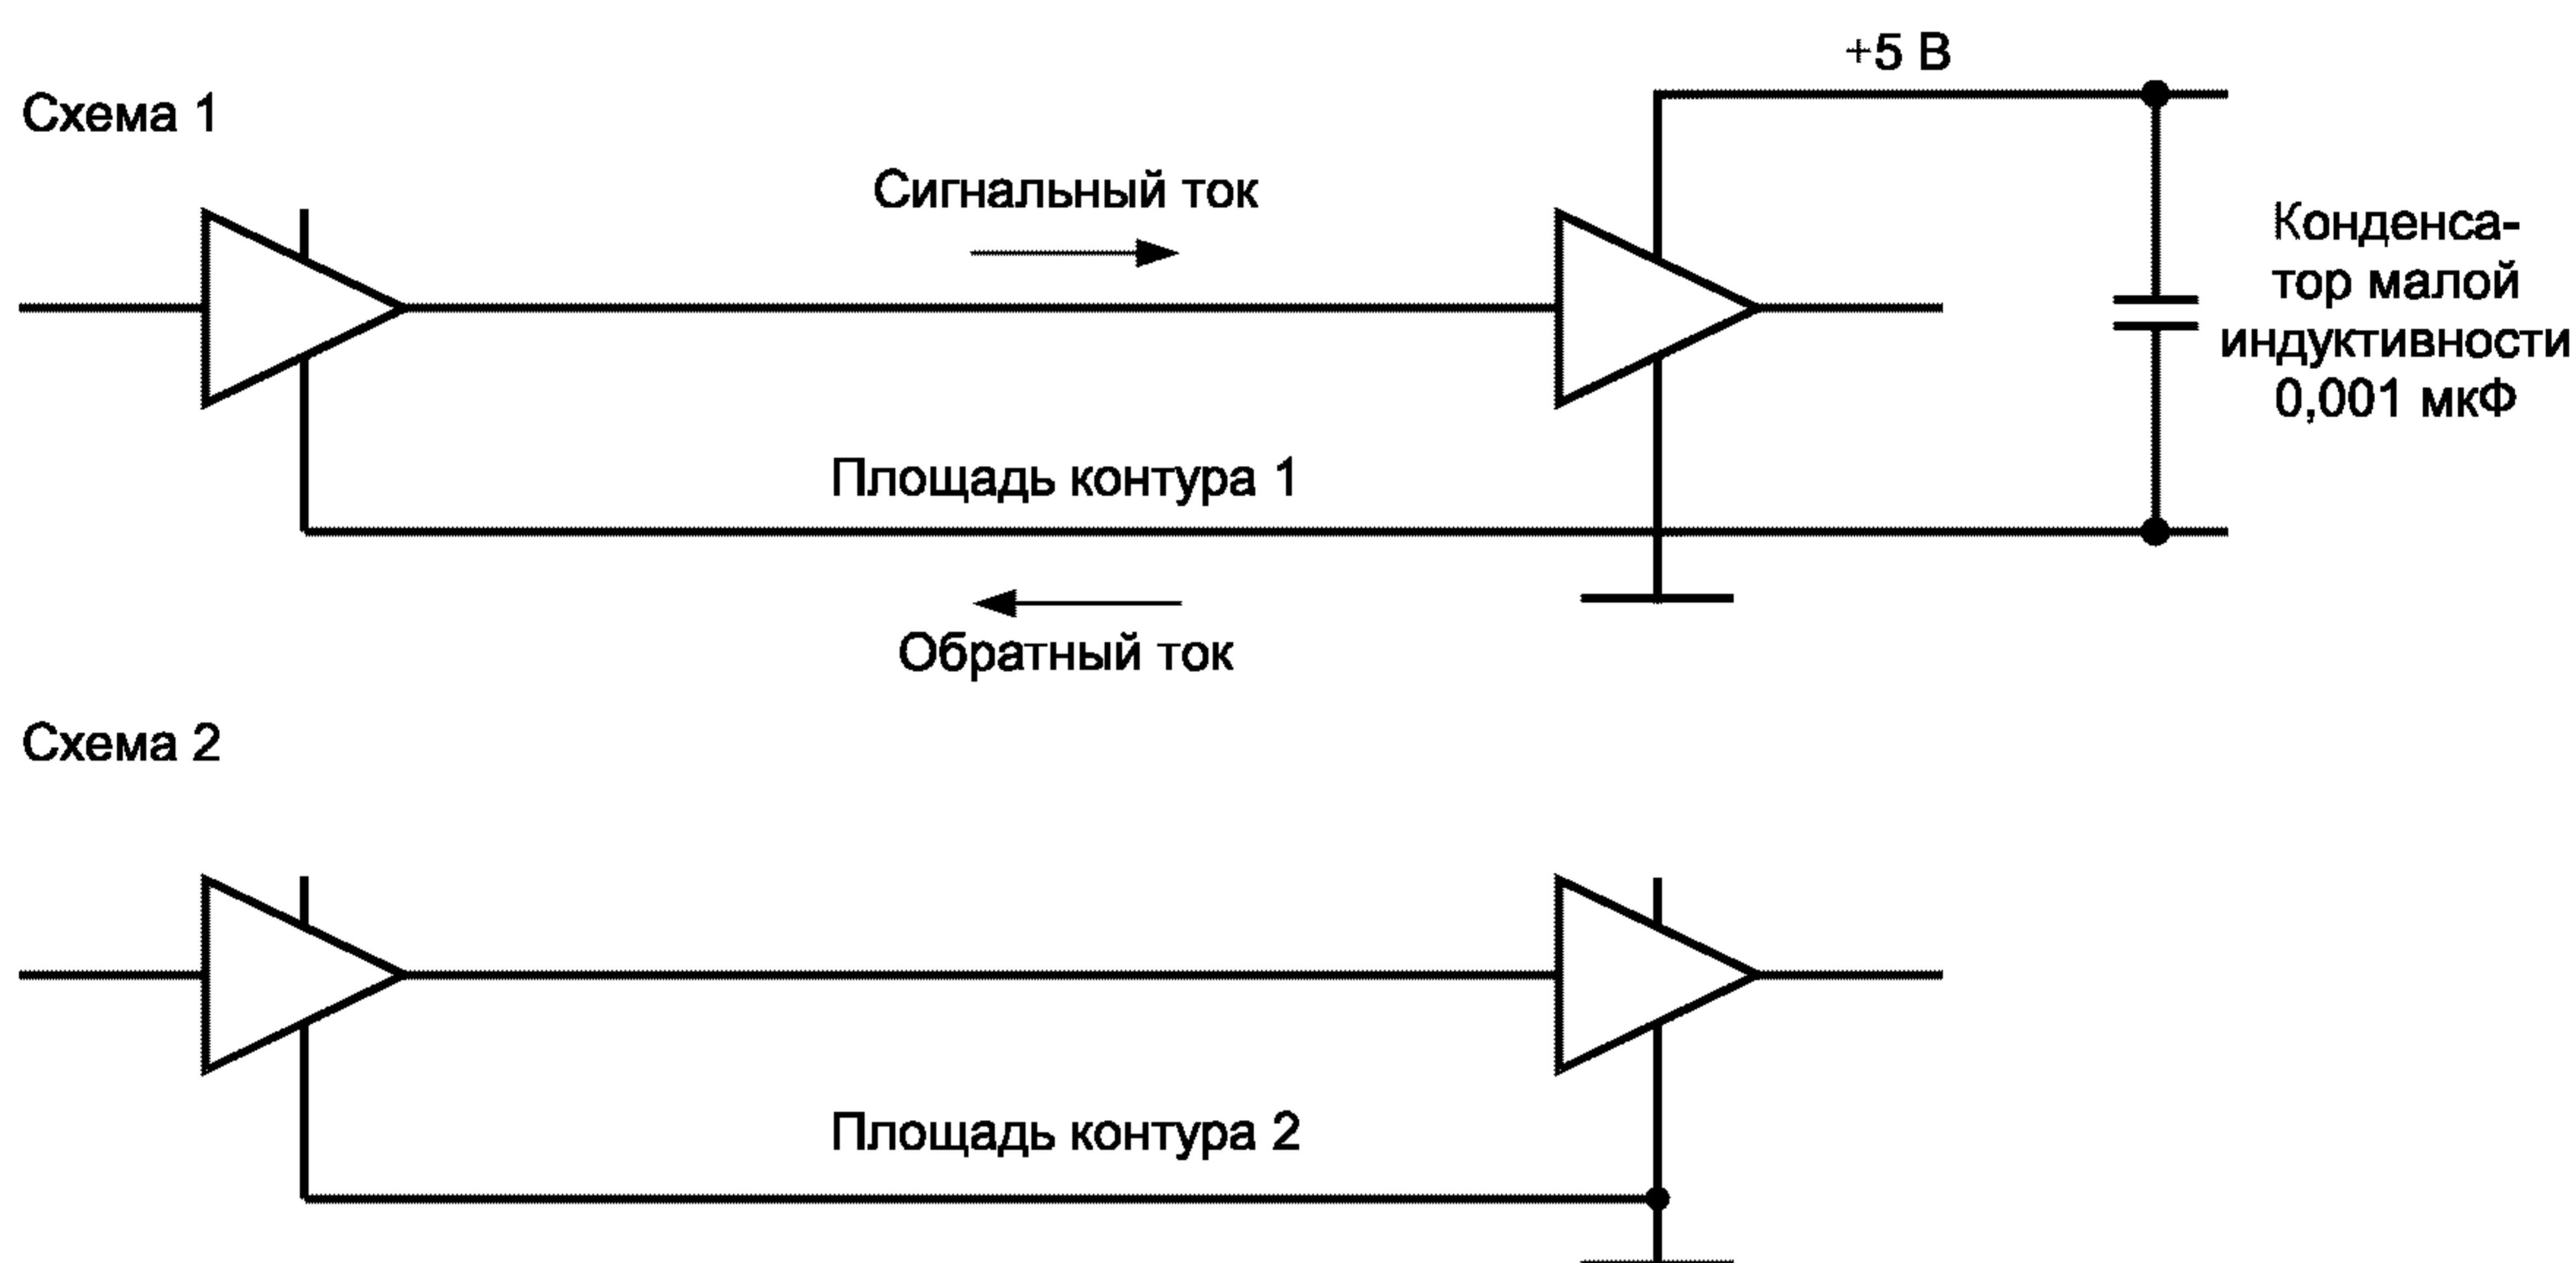 +5 В
Схема 1
Сигнальный ток
Конденса-
тор малой
индуктивности
0,001 мкФ
Площадь контура 1
Обратный ток
Схема 2
Площадь контура 2